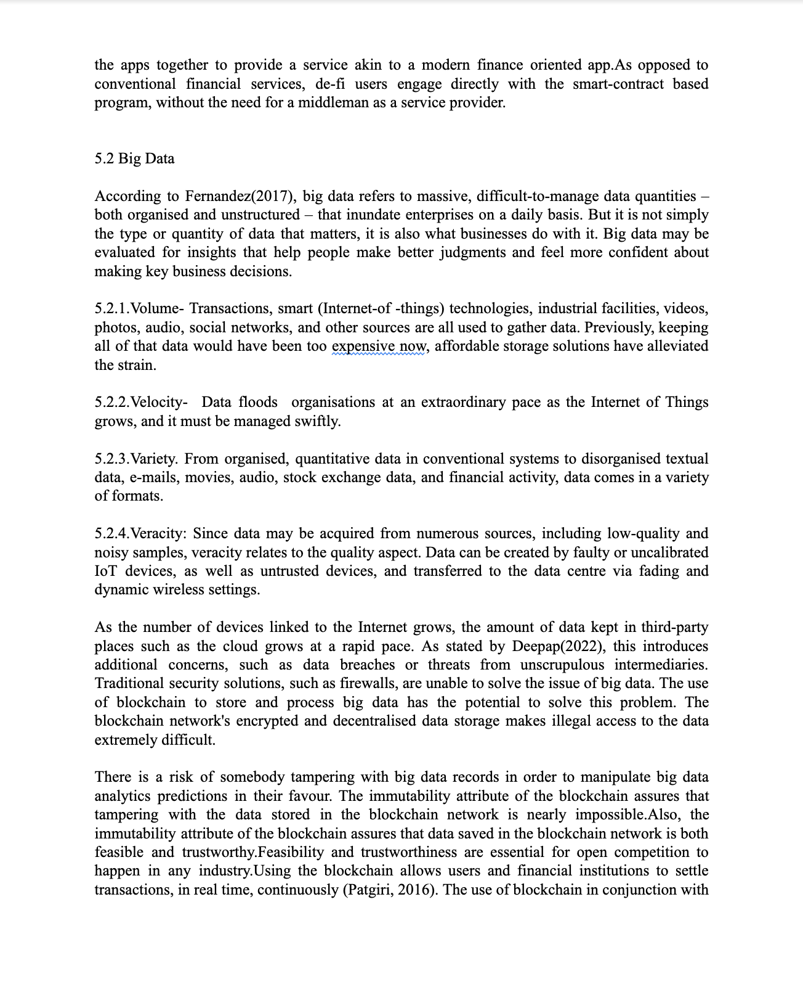 the apps together to provide a service akin to a modern finance oriented app.As opposed to
conventional financial services, de-fi users engage directly with the smart-contract based
program, without the need for a middleman as a service provider.
5.2 Big Data
According to Fernandez(2017), big data refers to massive, difficult-to-manage data quantities –
both organised and unstructured – that inundate enterprises on a daily basis. But it is not simply
the type or quantity of data that matters, it is also what businesses do with it. Big data may be
evaluated for insights that help people make better judgments and feel more confident about
making key business decisions.
5.2.1.Volume- Transactions, smart (Internet-of -things) technologies, industrial facilities, videos,
photos, audio, social networks, and other sources are all used to gather data. Previously, keeping
all of that data would have been too expensive now, affordable storage solutions have alleviated
the strain.
5.2.2.Velocity- Data floods organisations at an extraordinary pace as the Internet of Things
grows, and it must be managed swiftly.
5.2.3.Variety. From organised, quantitative data in conventional systems to disorganised textual
data, e-mails, movies, audio, stock exchange data, and financial activity, data comes in a variety
of formats.
5.2.4.Veracity: Since data may be acquired from numerous sources, including low-quality and
noisy samples, veracity relates to the quality aspect. Data can be created by faulty or uncalibrated
IoT devices, as well as untrusted devices, and transferred to the data centre via fading and
dynamic wireless settings.
As the number of devices linked to the Internet grows, the amount of data kept in third-party
places such as the cloud grows at a rapid pace. As stated by Deepap(2022), this introduces
additional concerns, such as data breaches or threats from unscrupulous intermediaries.
Traditional security solutions, such as firewalls, are unable to solve the issue of big data. The use
of blockchain to store and process big data has the potential to solve this problem. The
blockchain network's encrypted and decentralised data storage makes illegal access to the data
extremely difficult.
There is a risk of somebody tampering with big data records in order to manipulate big data
analytics predictions in their favour. The immutability attribute of the blockchain assures that
tampering with the data stored in the blockchain network is nearly impossible.Also, the
immutability attribute of the blockchain assures that data saved in the blockchain network is both
feasible and trustworthy.Feasibility and trustworthiness are essential for open competition to
happen in any industry.Using the blockchain allows users and financial institutions to settle
transactions, in real time, continuously (Patgiri, 2016). The use of blockchain in conjunction with